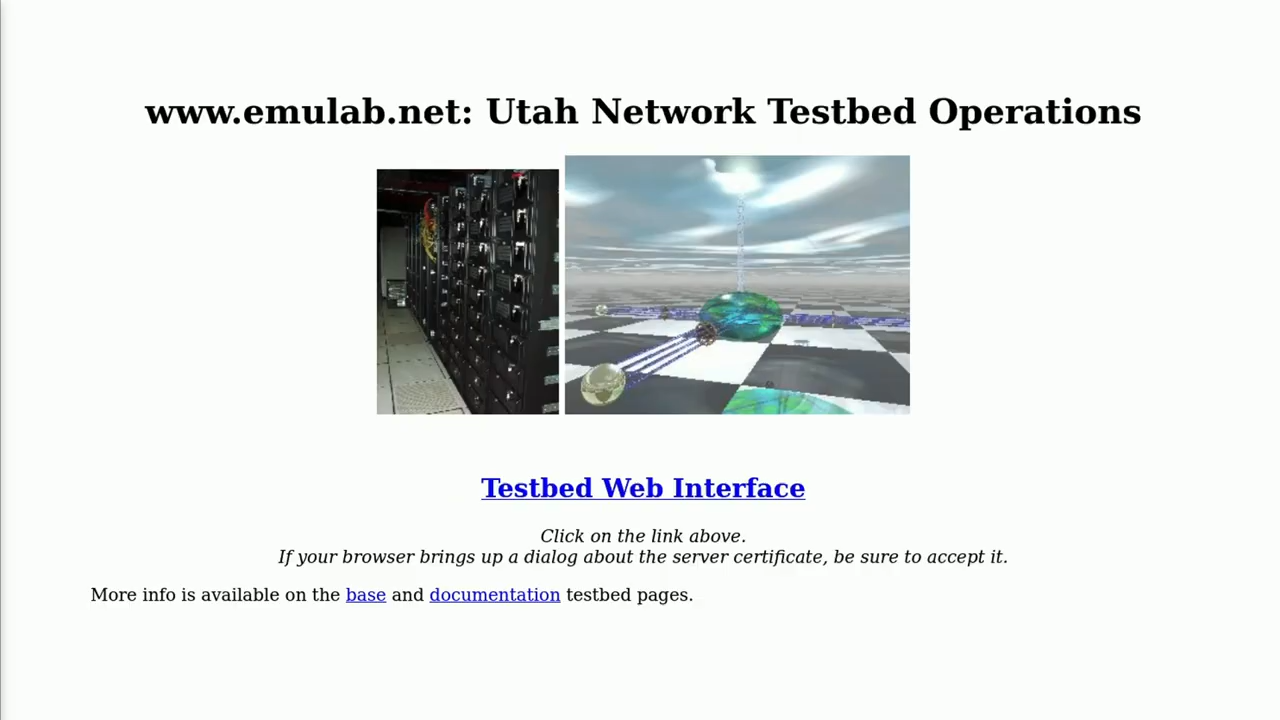 www.emulab.net: Utah Network Testbed Operations
Testbed Web Interface
Click on the link above.
If your browser brings up a dialog about the server certificate, be sure to accept it.
More info is available on the base and documentation testbed pages.